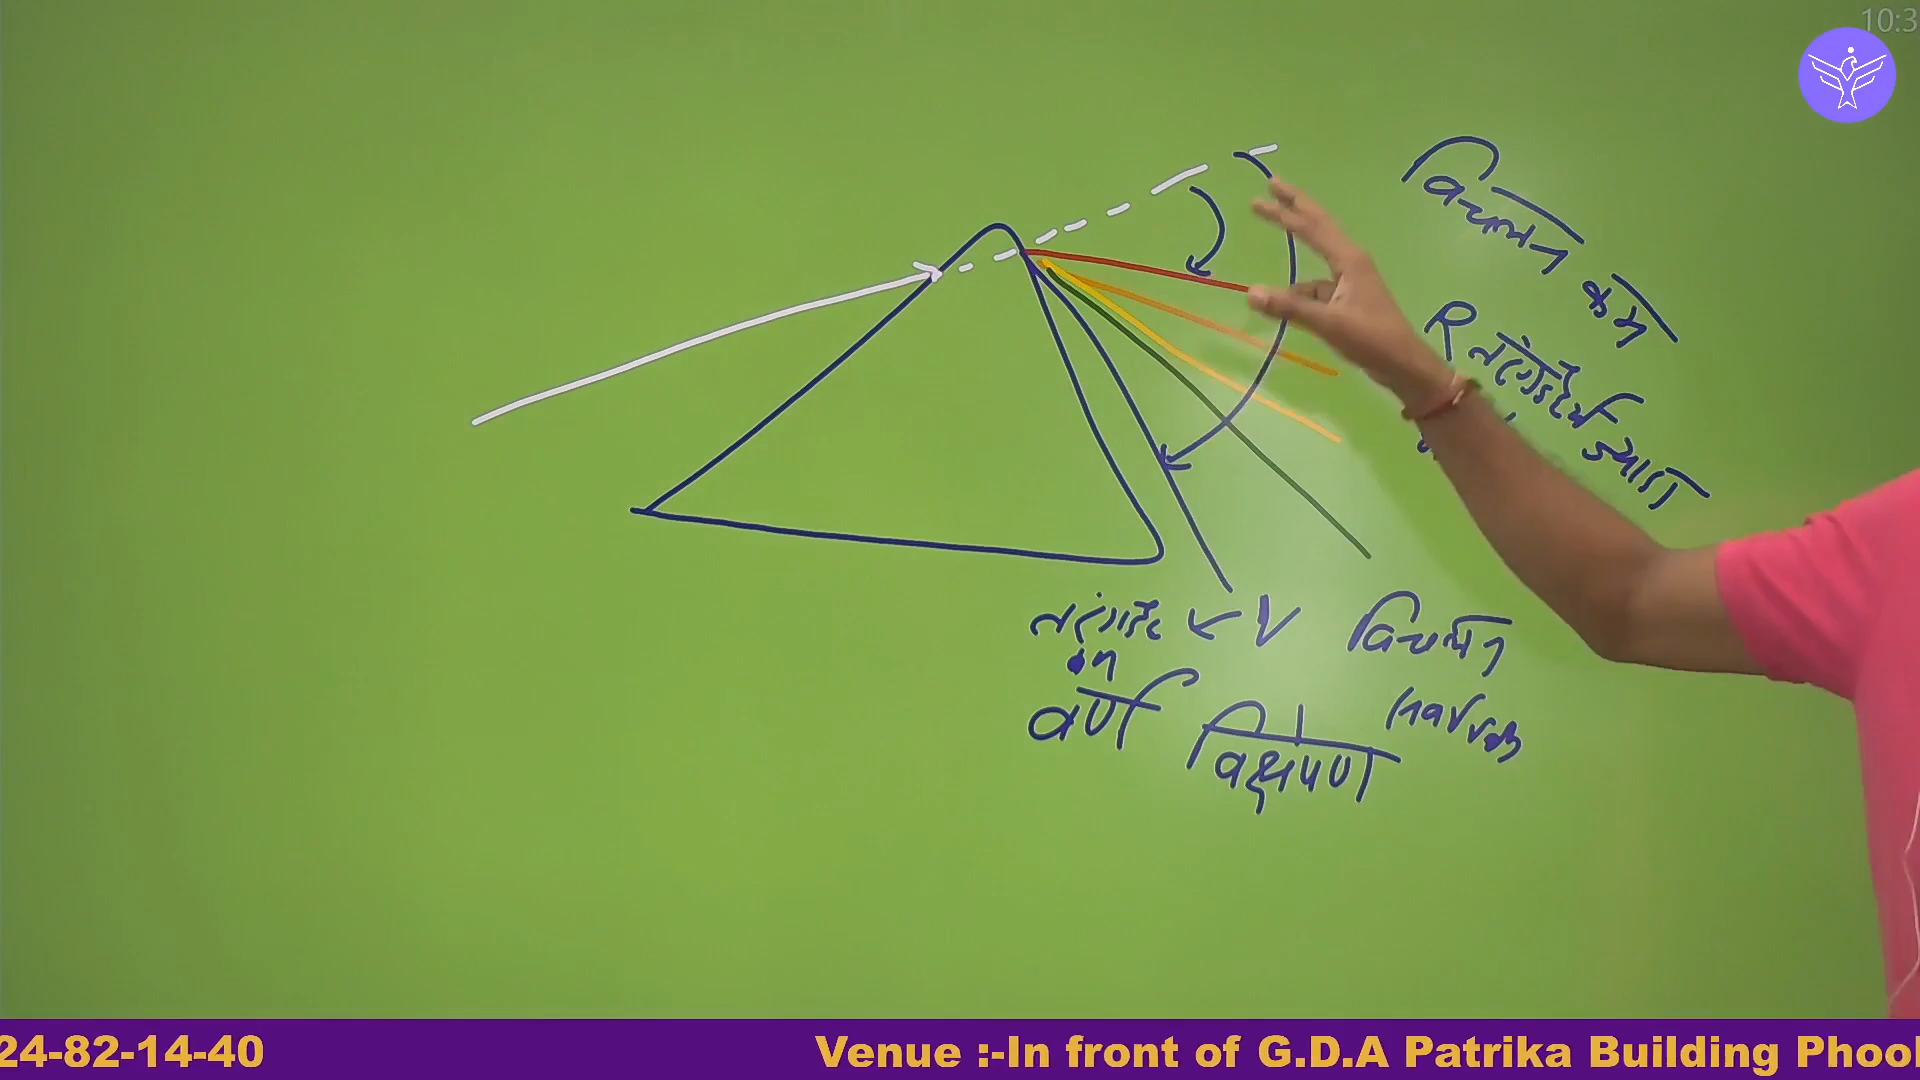 10:3
विचलन कम
R तरंगदैर्ध्य ज्यादा
तरंगदै ← V विचलन
कम
वर्ण विक्षेपण
24-82-14-40 Venue :-In front of G.D.A Patrika Building Phool